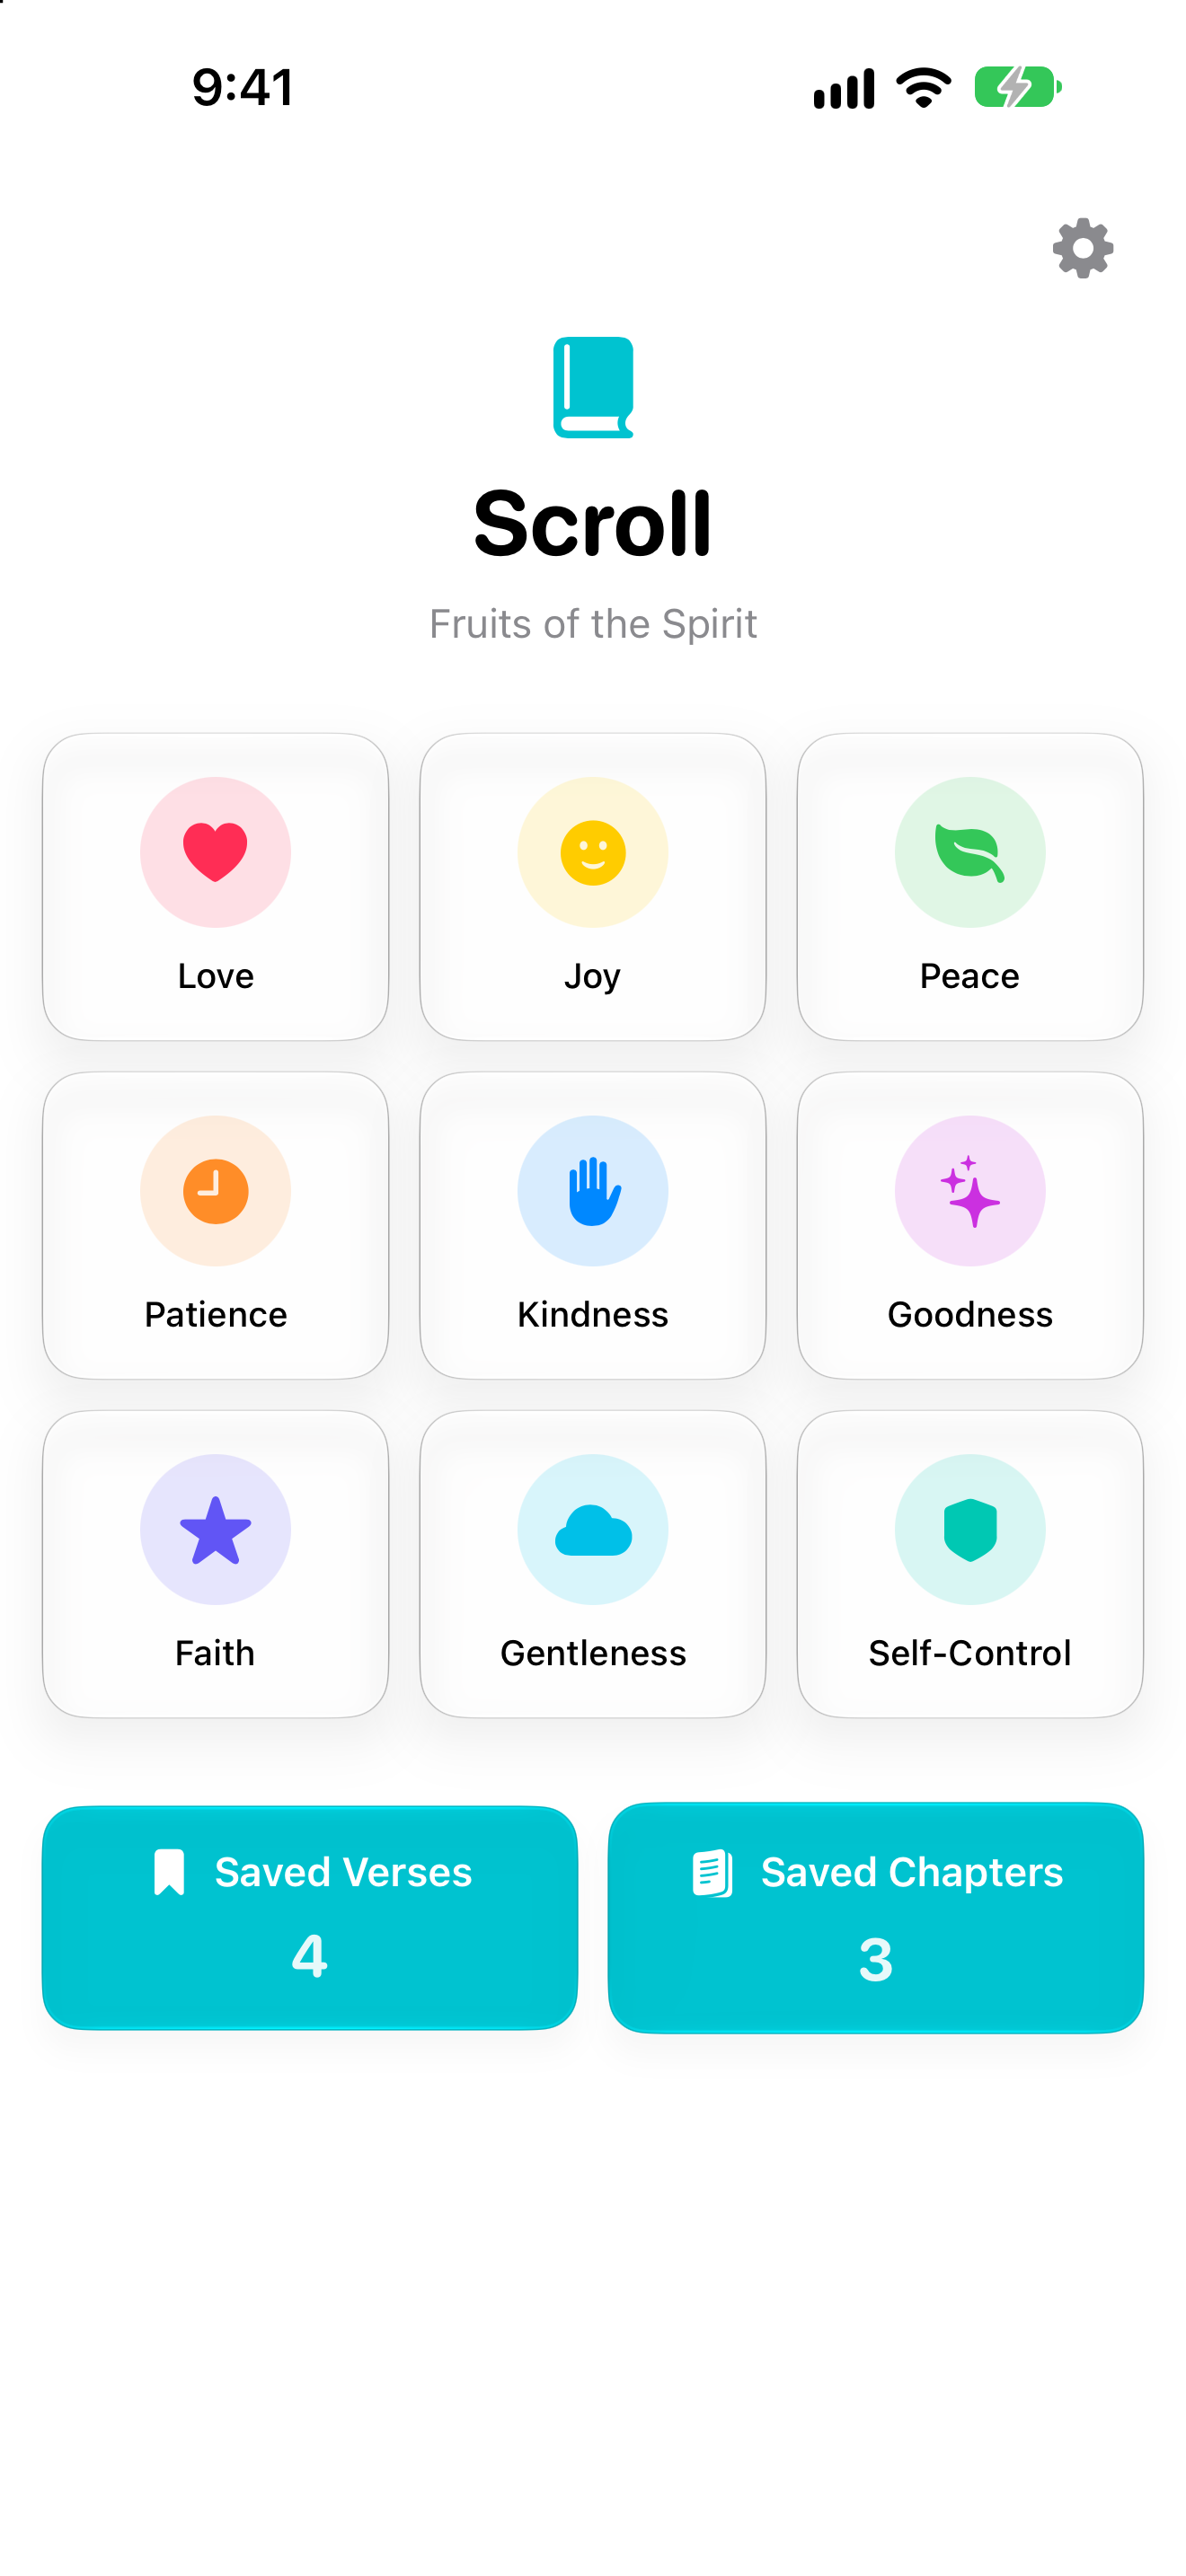 9:41
Scroll
Fruits of the Spirit
Love
Joy
Peace
Patience
Kindness
Goodness
Faith
Gentleness
Self-Control
Saved Verses
4
Saved Chapters
3